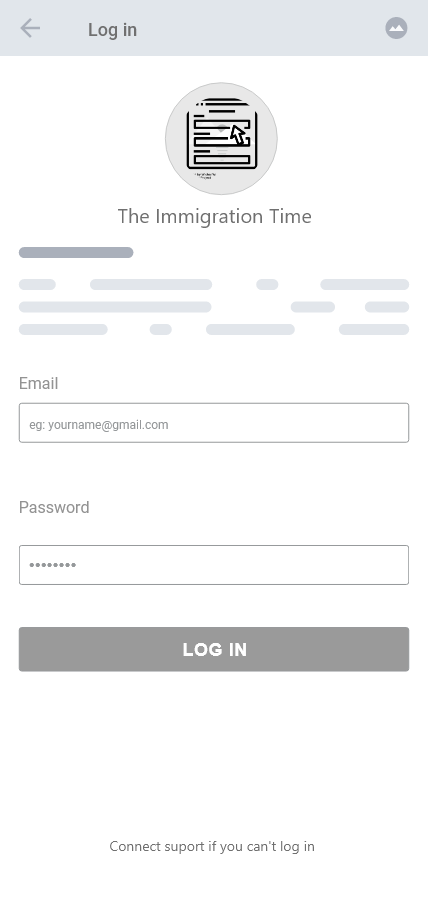 Log in
The Immigration Time
Email
eg: yourname@gmail.com
Password
LOG IN
Connect suport if you can't log in